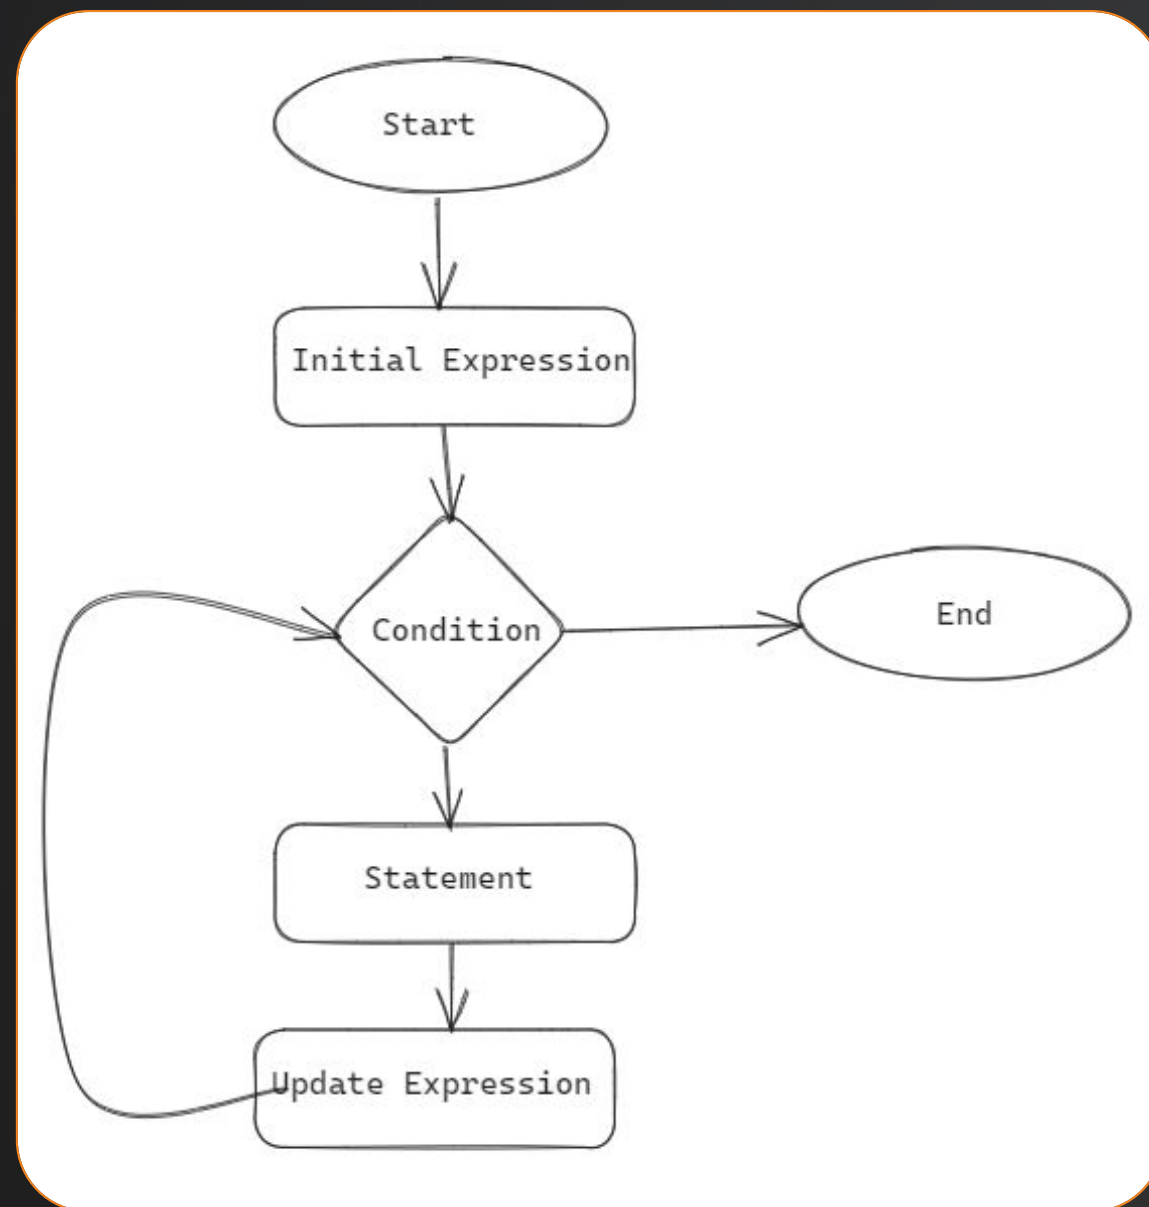 Start
Initial Expression
Condition
End
Statement
Update Expression